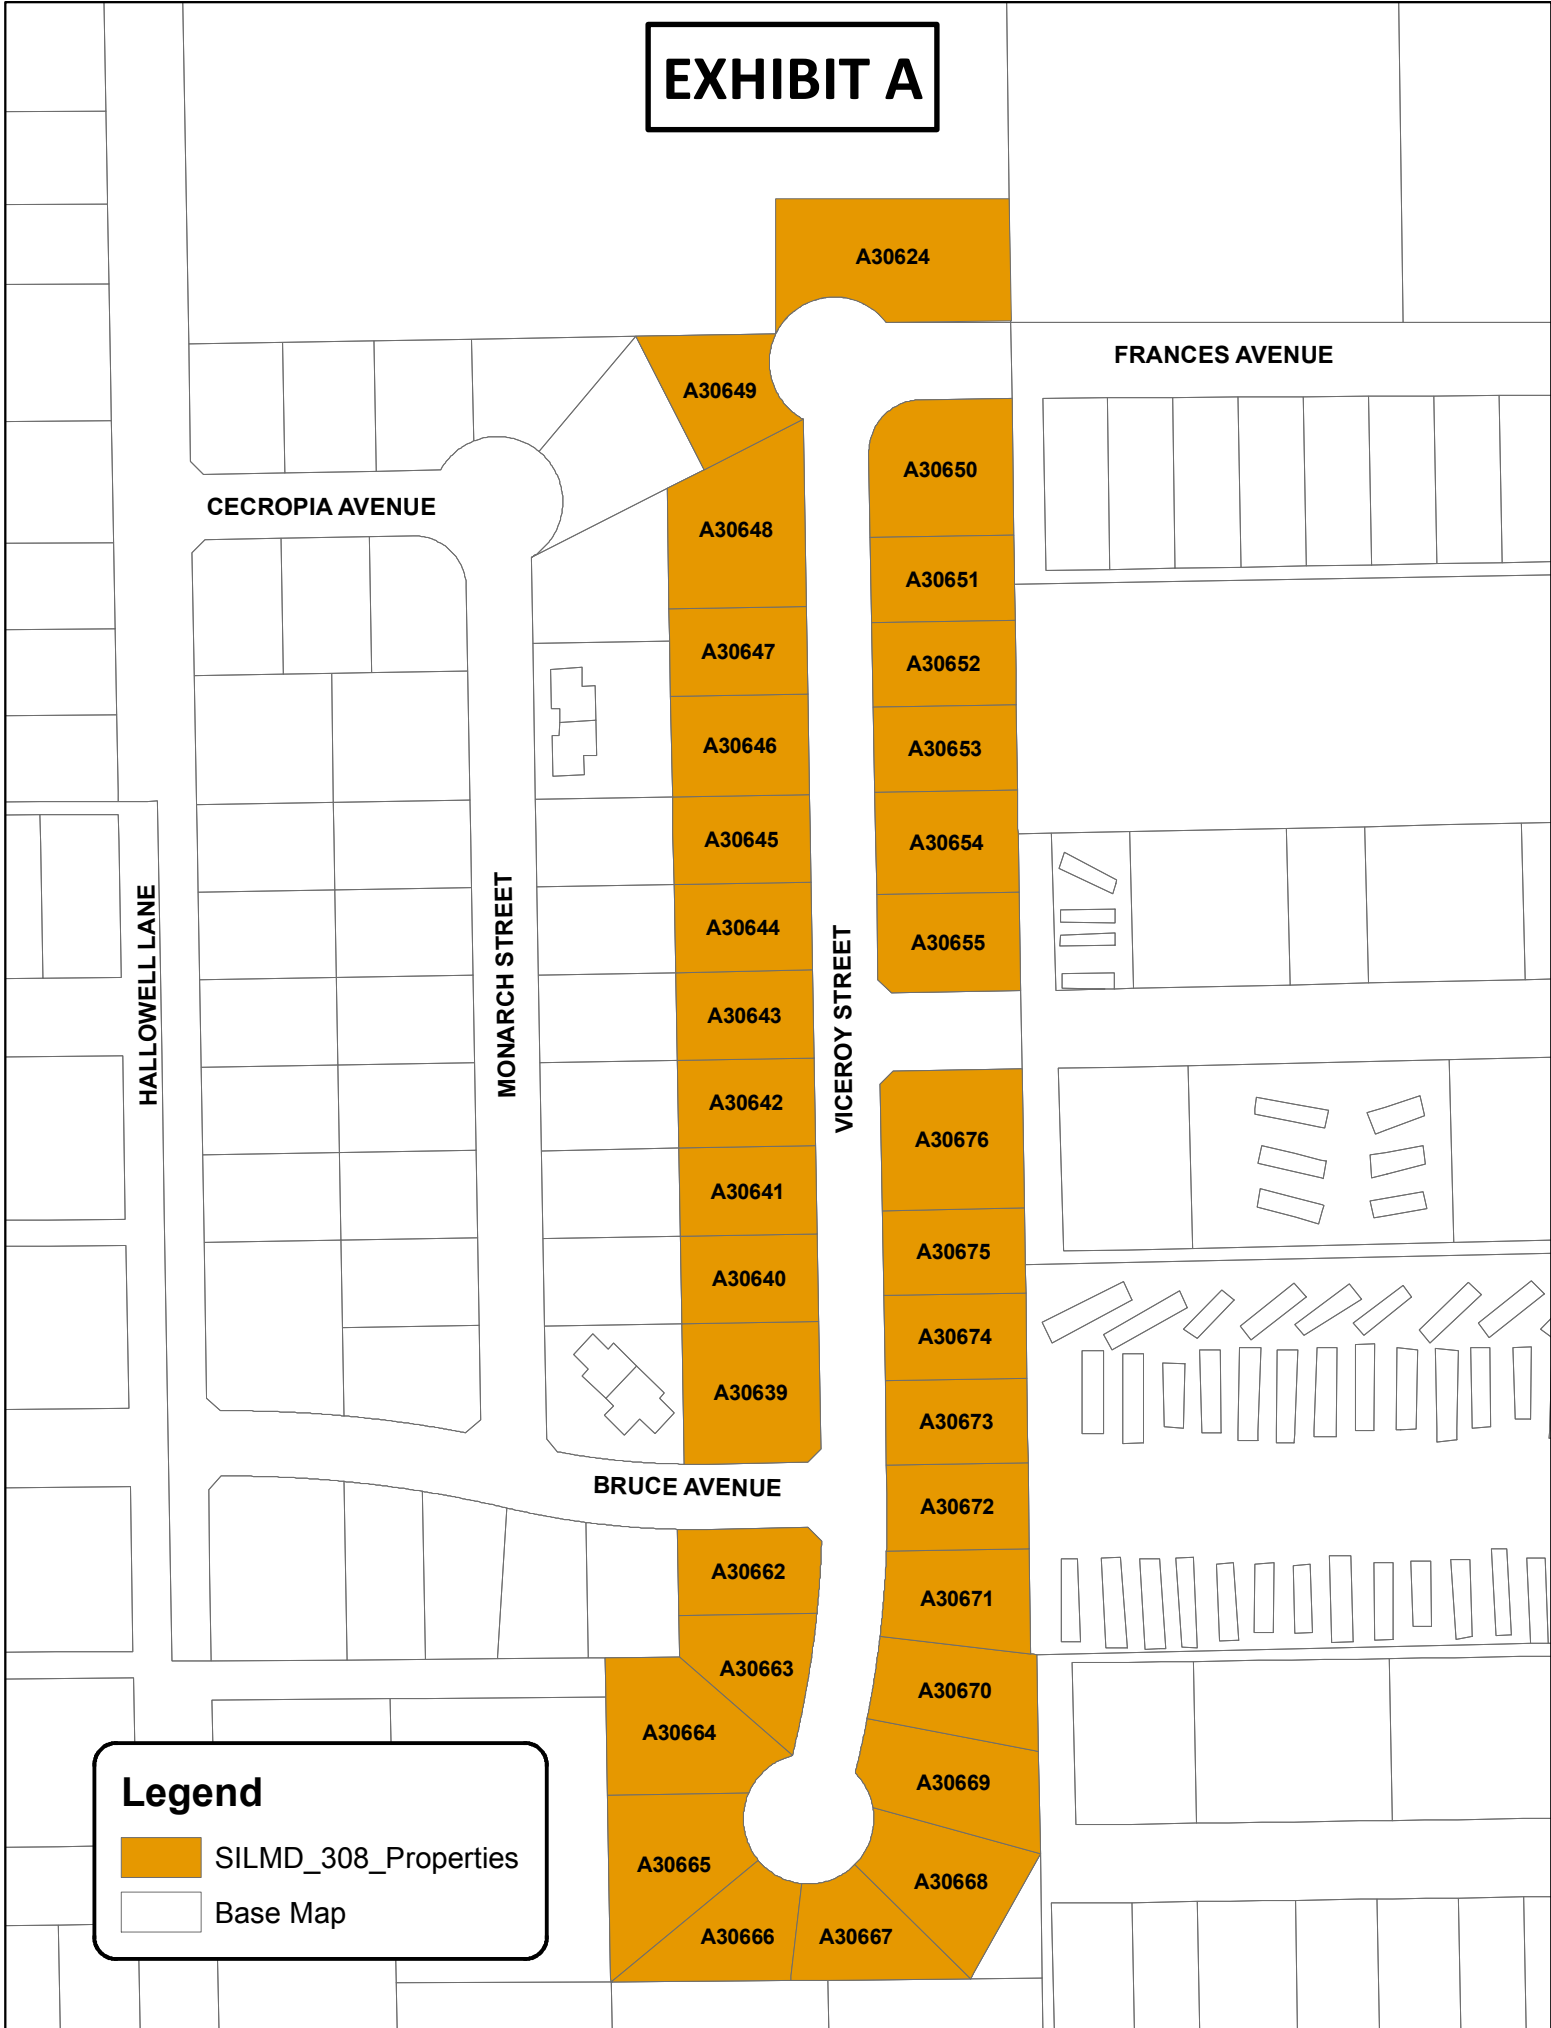 EXHIBIT A
A30624
FRANCES AVENUE
A30649
A30650
CECROPIA AVENUE
A30648
A30651
A30647
A30652
A30646
A30653
A30645
A30654
HALLOWELL LANE
MONARCH STREET
A30644
VICEROY STREET
A30655
A30643
A30642
A30676
A30641
A30675
A30640
A30674
A30639
A30673
BRUCE AVENUE
A30672
A30662
A30671
A30663
A30670
A30664
A30669
A30665
A30668
A30666
A30667
Legend
SILMD_308_Properties
Base Map